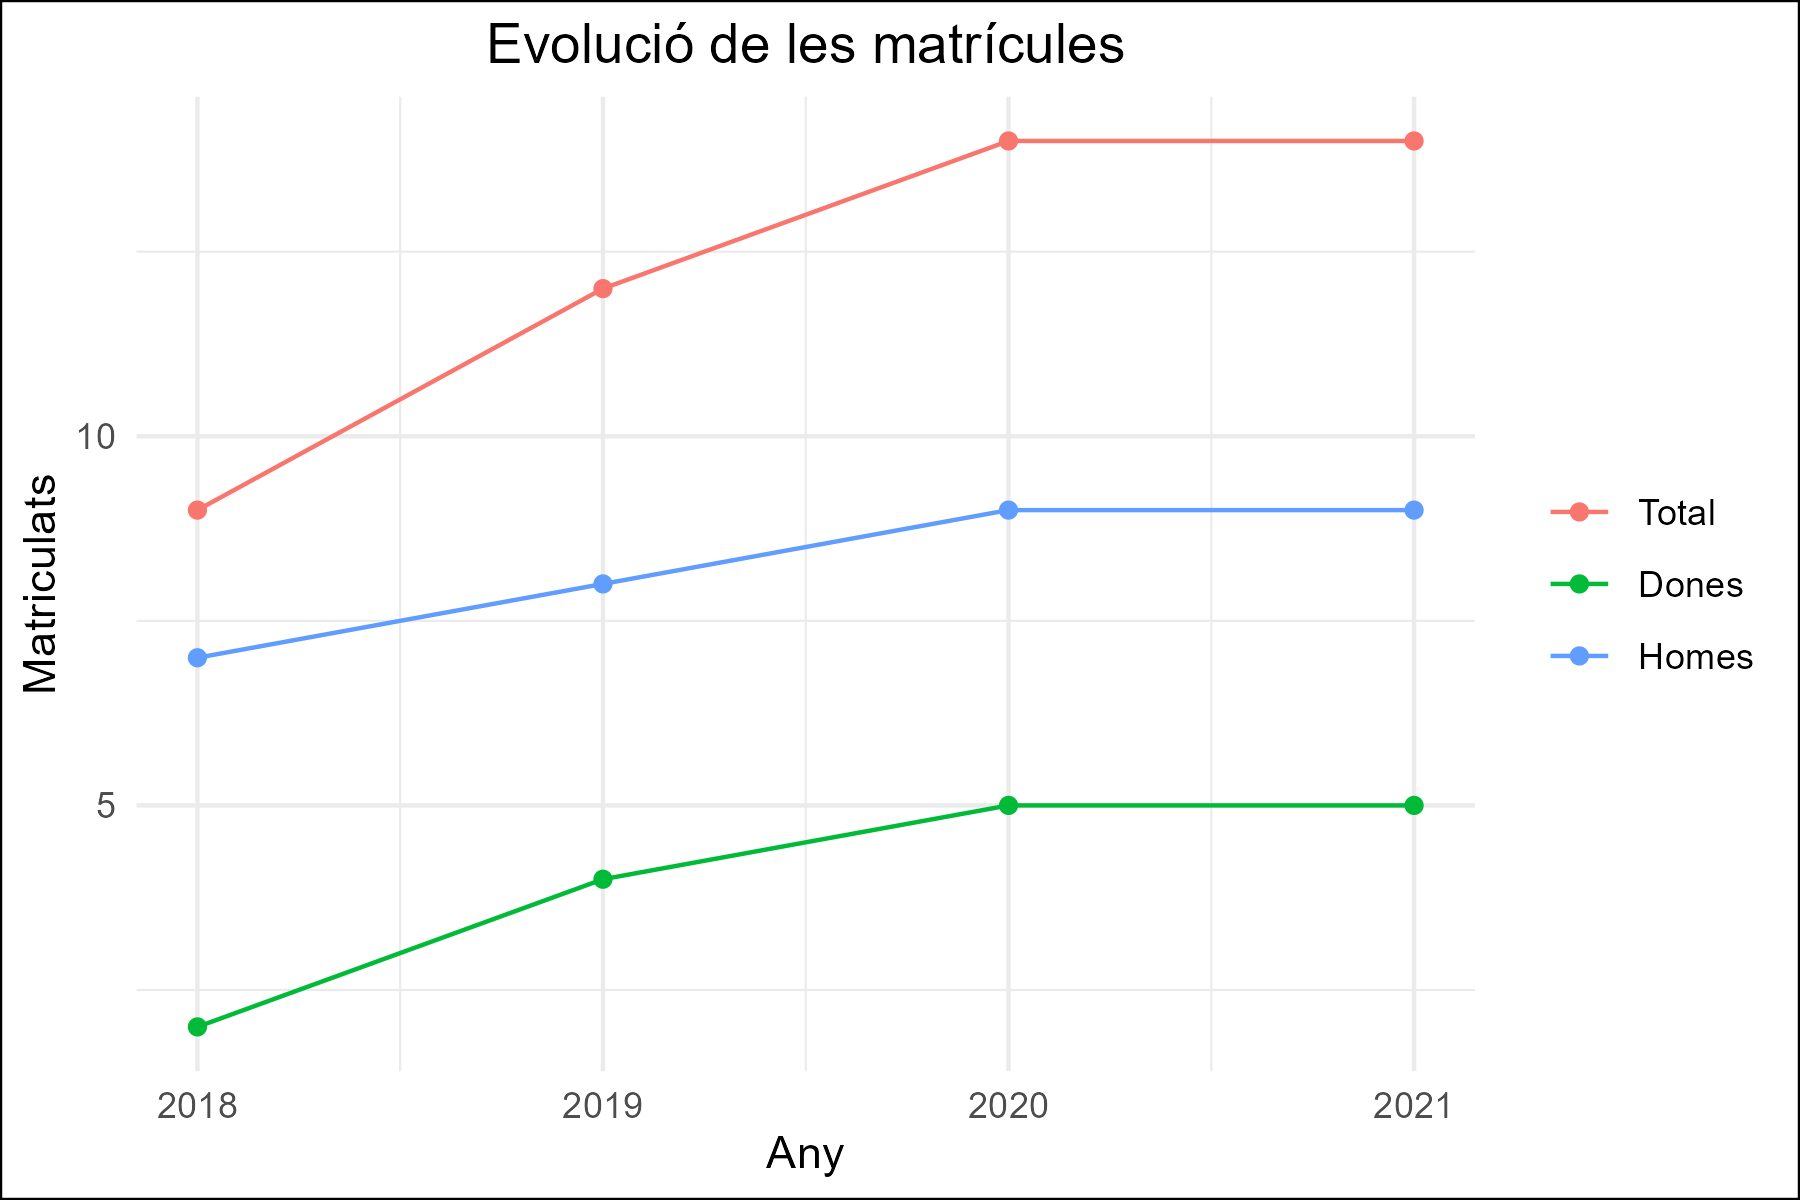 Evolució de les matrícules
Matriculats
10
5
2018
2019
2020
2021
Any
Total
Dones
Homes